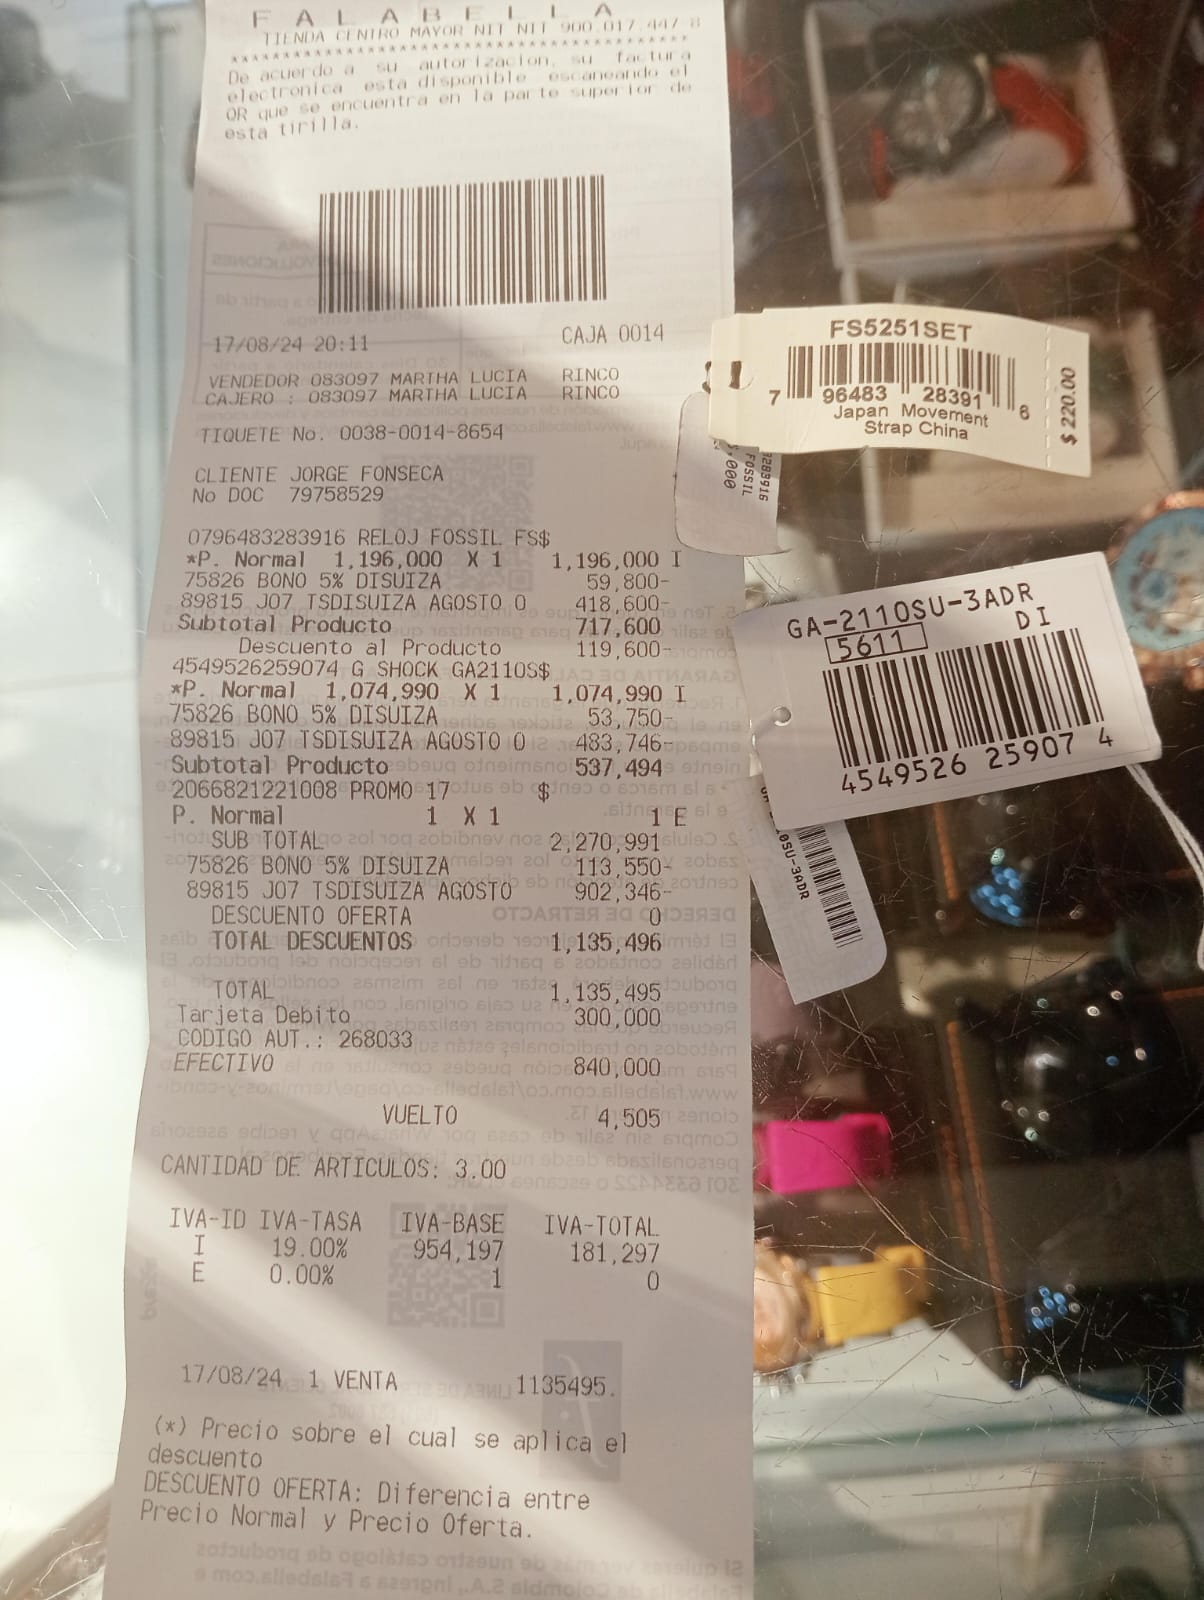 FALABELLA
TIENDA CENTRO MAYOR NIT NIT 900.017.447-8
****************************************
De acuerdo a su autorizacion, su factura
electronica esta disponible escaneando el
QR que se encuentra en la parte superior de
esta tirilla.
17/08/24 20:11 CAJA 0014
VENDEDOR 083097 MARTHA LUCIA RINCO
CAJERO : 083097 MARTHA LUCIA RINCO
TIQUETE No. 0038-0014-8654
CLIENTE JORGE FONSECA
No DOC 79758529
0796483283916 RELOJ FOSSIL FS$
*P. Normal 1,196,000 X 1 1,196,000 I
75826 BONO 5% DISUIZA 59,800-
89815 J07 TSDISUIZA AGOSTO 0 418,600-
Subtotal Producto 717,600
Descuento al Producto 119,600-
4549526259074 G SHOCK GA2110S$
*P. Normal 1,074,990 X 1 1,074,990 I
75826 BONO 5% DISUIZA 53,750-
89815 J07 TSDISUIZA AGOSTO 0 483,746-
Subtotal Producto 537,494
2066821221008 PROMO 17 $
P. Normal 1 X 1 1 E
SUB TOTAL 2,270,991
75826 BONO 5% DISUIZA 113,550-
89815 J07 TSDISUIZA AGOSTO 902,346-
DESCUENTO OFERTA 0
TOTAL DESCUENTOS 1,135,496
TOTAL 1,135,495
Tarjeta Debito 300,000
CODIGO AUT.: 268033
EFECTIVO 840,000
VUELTO 4,505
CANTIDAD DE ARTICULOS: 3.00
IVA-ID IVA-TASA IVA-BASE IVA-TOTAL
I 19.00% 954,197 181,297
E 0.00% 1 0
17/08/24 1 VENTA 1135495.
(*) Precio sobre el cual se aplica el
descuento
DESCUENTO OFERTA: Diferencia entre
Precio Normal y Precio Oferta.
FS5251SET
7 96483 28391 6
Japan Movement
Strap China
$ 220.00
FOSSIL
GA-2110SU-3ADR
5611 DI
4549526 25907 4